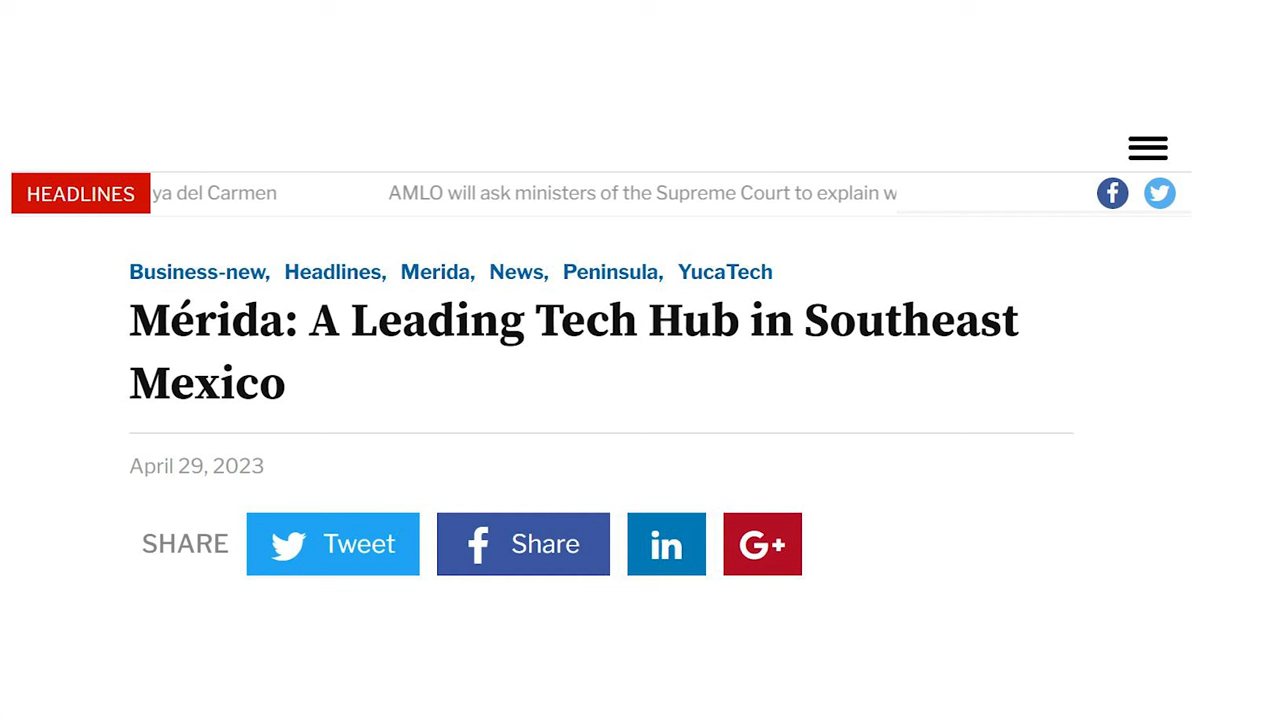 HEADLINES ya del Carmen AMLO will ask ministers of the Supreme Court to explain w
Business-new, Headlines, Merida, News, Peninsula, YucaTech
Mérida: A Leading Tech Hub in Southeast
Mexico
April 29, 2023
SHARE Tweet Share in G+